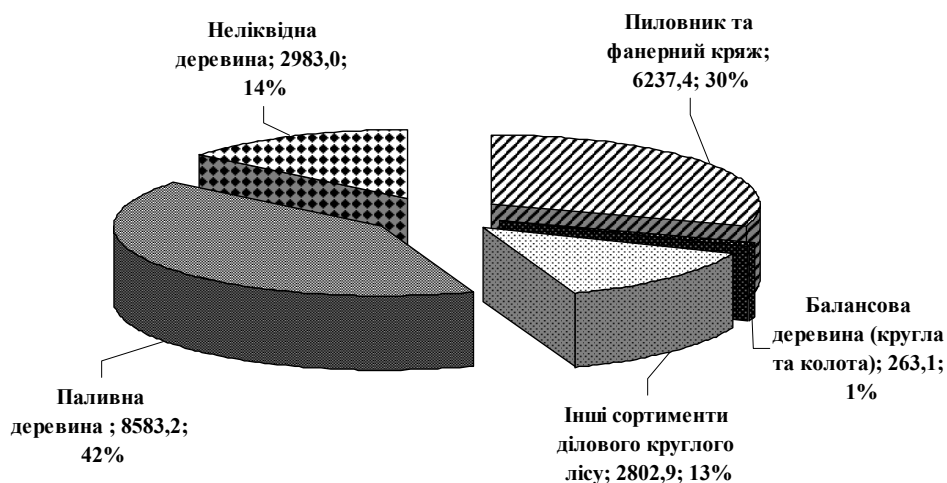 Неліквідна
деревина; 2983,0;
14%
Пиловник та
фанерний кряж;
6237,4; 30%
Балансова
деревина (кругла
та колота); 263,1;
1%
Інші сортименти
ділового круглого
лісу; 2802,9; 13%
Паливна
деревина ; 8583,2;
42%